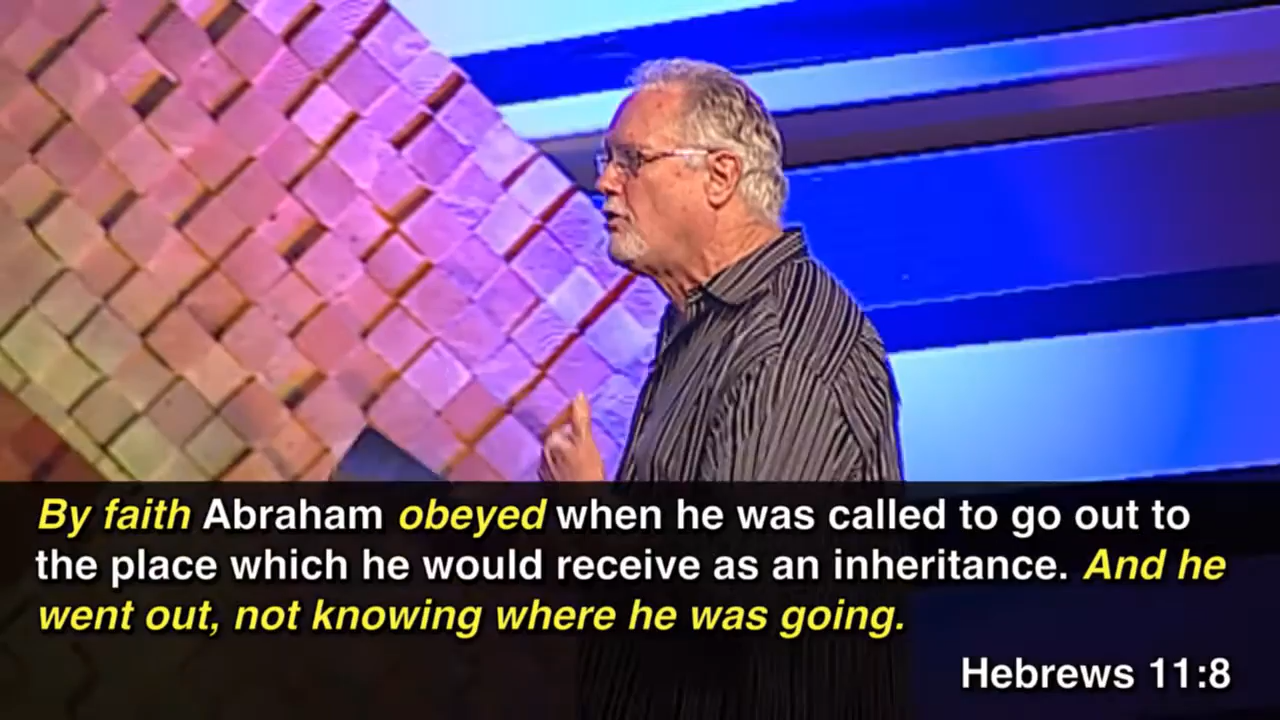 By faith Abraham obeyed when he was called to go out to
the place which he would receive as an inheritance. And he
went out, not knowing where he was going.
Hebrews 11:8